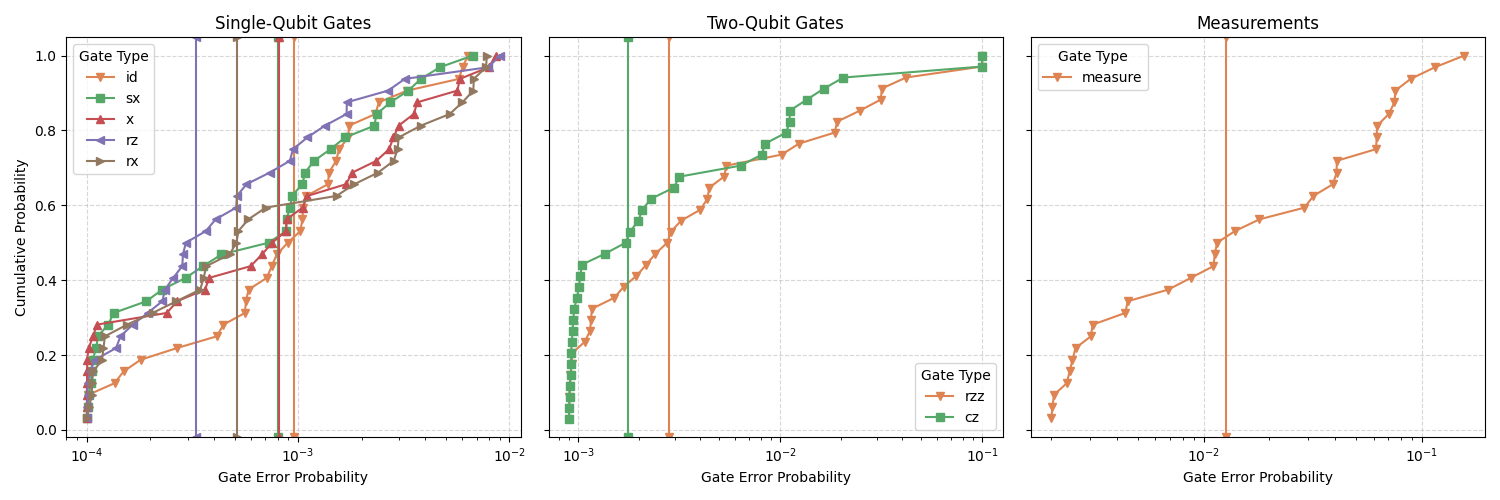 Single-Qubit Gates
Cumulative Probability
1.0
0.8
0.6
0.4
0.2
0.0
Gate Type
id
sx
x
rz
rx
10⁻⁴
10⁻³
10⁻²
Gate Error Probability
Two-Qubit Gates
Gate Type
rzz
cz
10⁻³
10⁻²
10⁻¹
Gate Error Probability
Measurements
Gate Type
measure
10⁻²
10⁻¹
Gate Error Probability